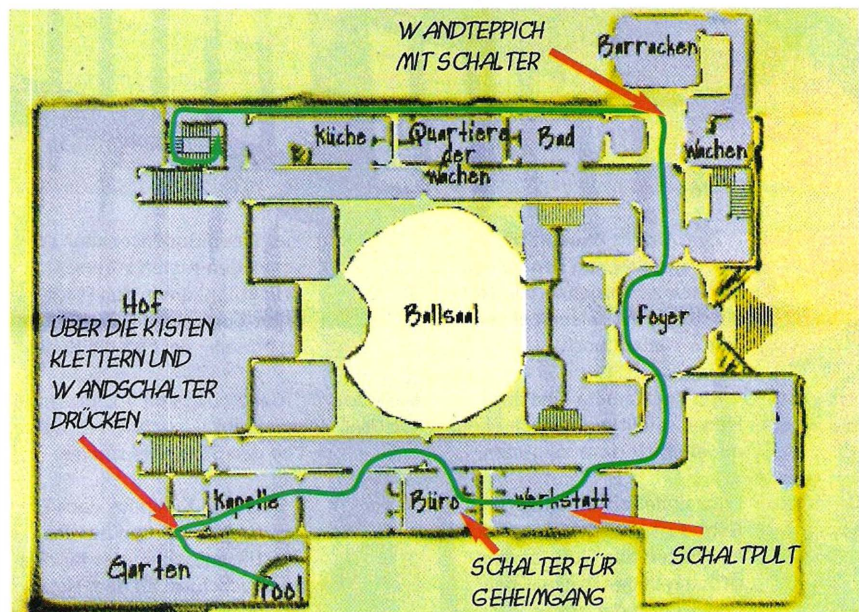 WANDTEPPICH
MIT SCHALTER
Barracken
Küche
Quartiere
der
Wachen
Bad
Wachen
Hof
Ballsaal
Foyer
ÜBER DIE KISTEN
KLETTERN UND
WANDSCHALTER
DRÜCKEN
Kapelle
Büro
Werkstatt
Garten
Pool
SCHALTER FÜR
GEHEIMGANG
SCHALTPULT